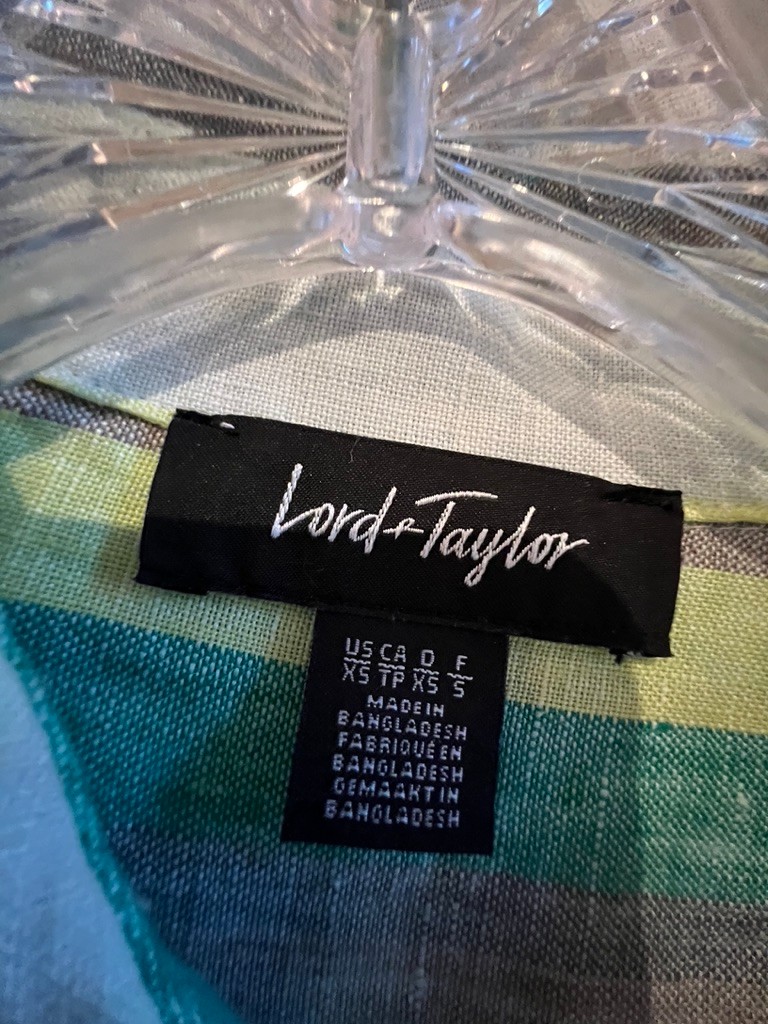 Lord + Taylor
US CA D F
XS TP XS S
MADE IN
BANGLADESH
FABRIQUÉ EN
BANGLADESH
GEMAAKT IN
BANGLADESH